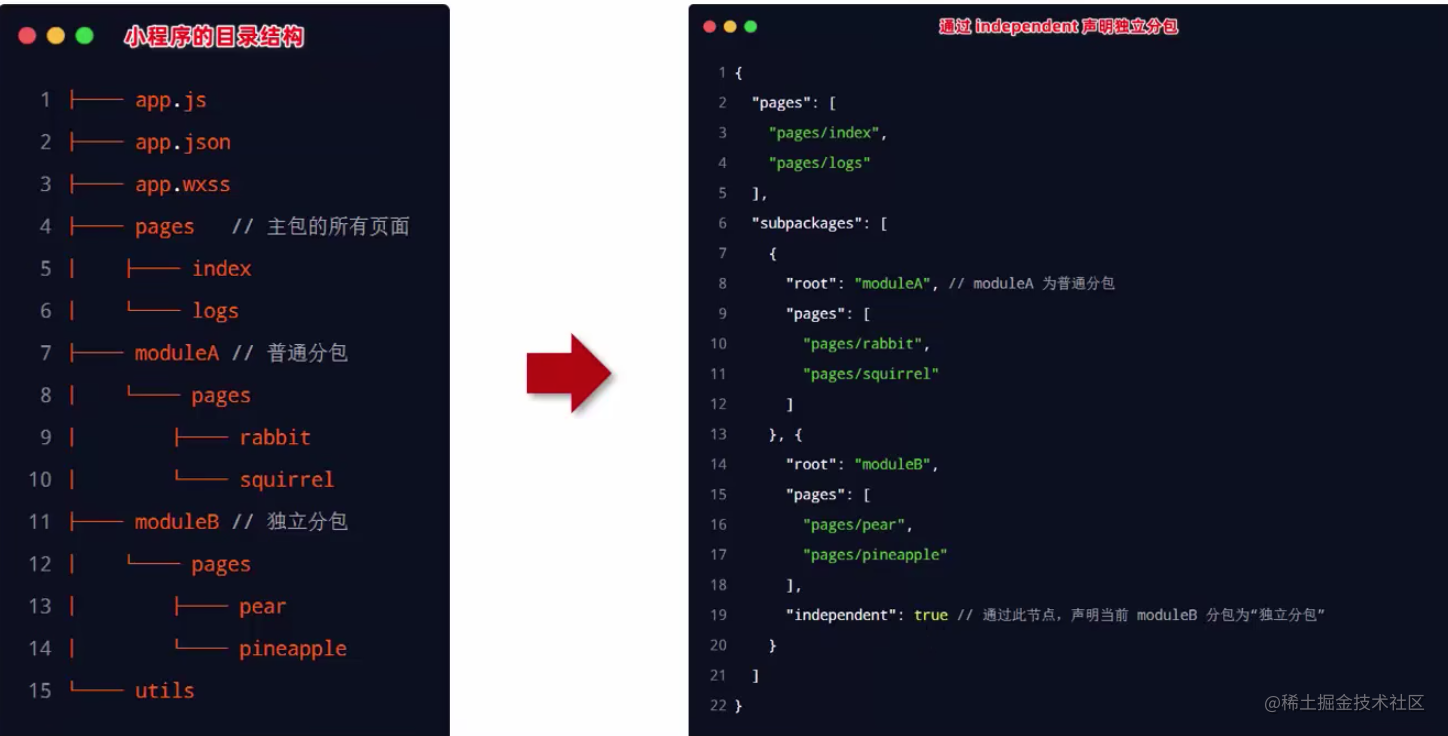 小程序的目录结构
1 ├── app.js
2 ├── app.json
3 ├── app.wxss
4 ├── pages // 主包的所有页面
5 │ ├── index
6 │ └── logs
7 ├── moduleA // 普通分包
8 │ └── pages
9 │ ├── rabbit
10 │ └── squirrel
11 ├── moduleB // 独立分包
12 │ └── pages
13 │ ├── pear
14 │ └── pineapple
15 └── utils
通过 independent 声明独立分包
1 {
2 "pages": [
3 "pages/index",
4 "pages/logs"
5 ],
6 "subpackages": [
7 {
8 "root": "moduleA", // moduleA 为普通分包
9 "pages": [
10 "pages/rabbit",
11 "pages/squirrel"
12 ]
13 }, {
14 "root": "moduleB",
15 "pages": [
16 "pages/pear",
17 "pages/pineapple"
18 ],
19 "independent": true // 通过此节点，声明当前 moduleB 分包为“独立分包”
20 }
21 ]
22 }
@稀土掘金技术社区